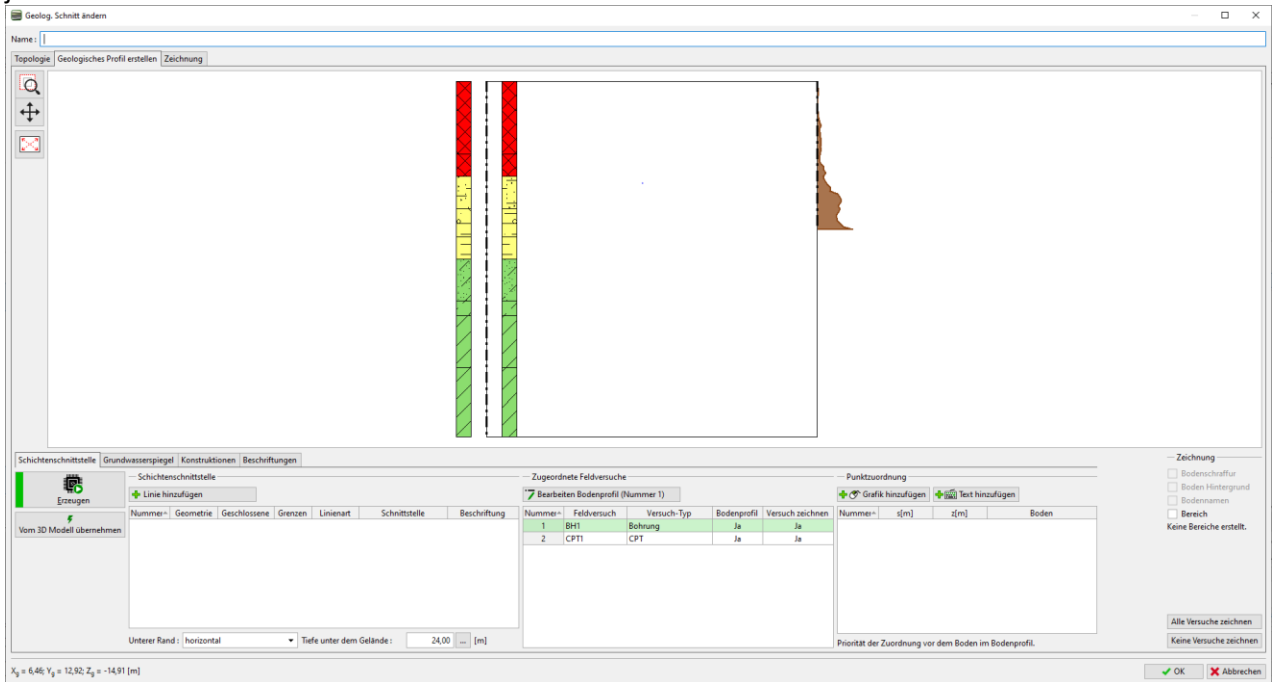 Geolog. Schnitt ändern
Name :
Topologie Geologisches Profil erstellen Zeichnung
Schichtenschnittstelle Grundwasserspiegel Konstruktionen Beschriftungen
Erzeugen
Vom 3D Modell übernehmen
Schichtenschnittstelle
Linie hinzufügen
Nummer Geometrie Geschlossene Grenzen Linienart Schnittstelle Beschriftung
Unterer Rand : horizontal Tiefe unter dem Gelände : 24,00 ... [m]
Zugeordnete Feldversuche
Bearbeiten Bodenprofil (Nummer 1)
Nummer Feldversuch Versuch-Typ Bodenprofil Versuch zeichnen
1 BH1 Bohrung Ja Ja
2 CPT1 CPT Ja Ja
Punktzuordnung
Grafik hinzufügen Text hinzufügen
Nummer s[m] z[m] Boden
Priorität der Zuordnung vor dem Boden im Bodenprofil.
Zeichnung
Bodenschraffur
Boden Hintergrund
Bodennamen
Bereich
Keine Bereiche erstellt.
Alle Versuche zeichnen
Keine Versuche zeichnen
Xg = 6,46; Yg = 12,92; Zg = -14,91 [m]
OK Abbrechen